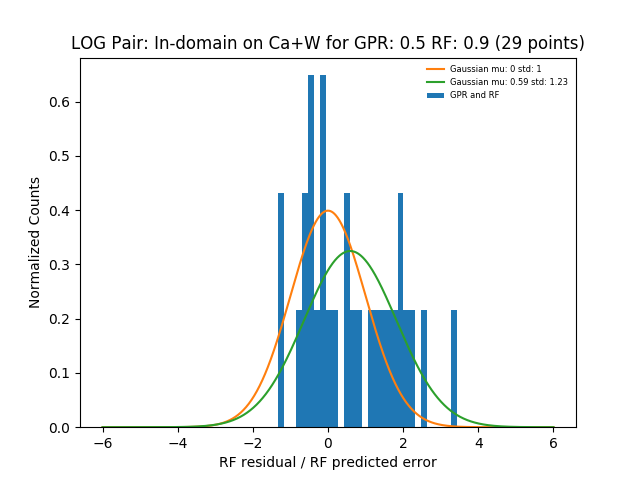 LOG Pair: In-domain on Ca+W for GPR: 0.5 RF: 0.9 (29 points)
Gaussian mu: 0 std: 1
Gaussian mu: 0.59 std: 1.23
GPR and RF
Normalized Counts
0.6
0.5
0.4
0.3
0.2
0.1
0.0
−6 −4 −2 0 2 4 6
RF residual / RF predicted error